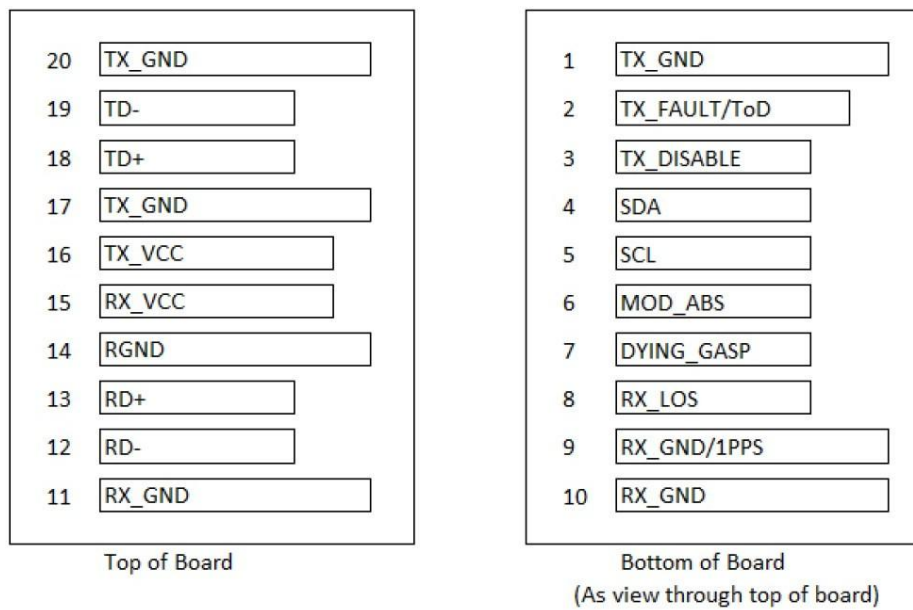 20 TX_GND
19 TD-
18 TD+
17 TX_GND
16 TX_VCC
15 RX_VCC
14 RGND
13 RD+
12 RD-
11 RX_GND
Top of Board
1 TX_GND
2 TX_FAULT/ToD
3 TX_DISABLE
4 SDA
5 SCL
6 MOD_ABS
7 DYING_GASP
8 RX_LOS
9 RX_GND/1PPS
10 RX_GND
Bottom of Board
(As view through top of board)